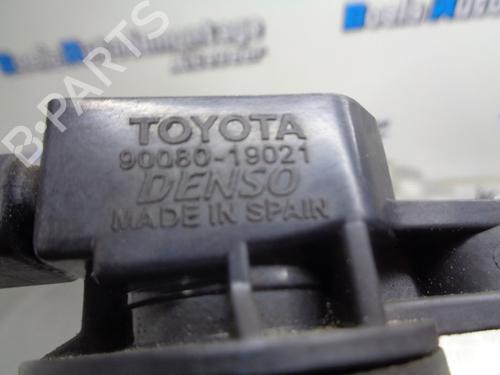 TOYOTA
90080-19021
DENSO
MADE IN SPAIN
B-PARTS